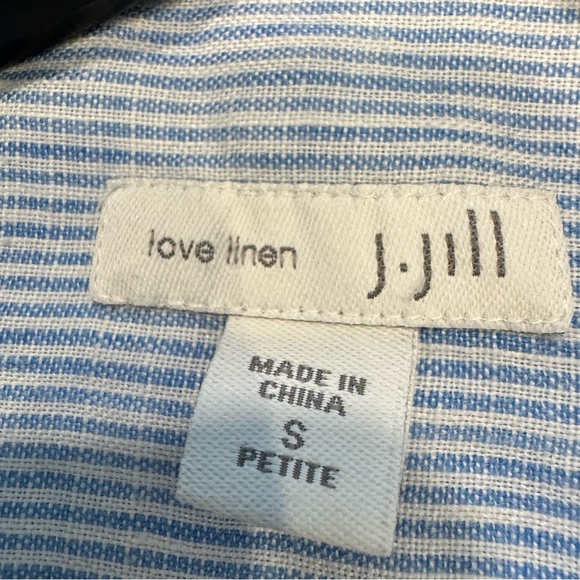 love linen j.jill
MADE IN
CHINA
S
PETITE